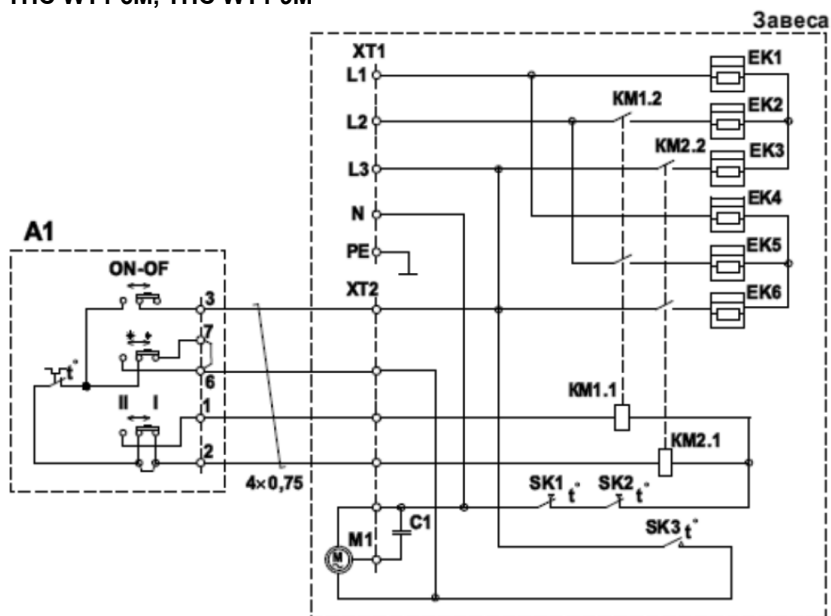 Завеса
XT1
L1
EK1
KM1.2
L2
EK2
KM2.2
L3
EK3
N
EK4
A1
PE
EK5
ON-OF
XT2
3
EK6
7
+ +
t°
6
II I
1
KM1.1
2
KM2.1
4×0,75
SK1 t° SK2 t°
C1
M1
SK3 t°
M